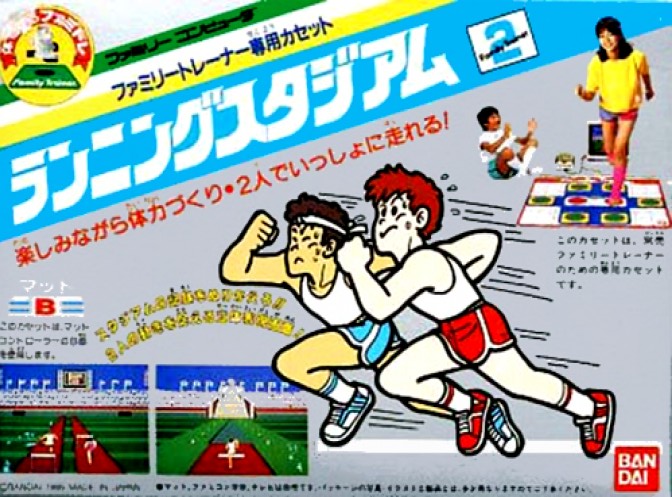 Family Trainer
ファミリー コンピュータ
ファミリートレーナー専用カセット
2
ランニングスタジアム
楽しみながら体力づくり・2人でいっしょに走れる!
このカセットは、別売
ファミリートレーナー
のための専用カセット
です。
マット
B
このカセットは、マット
コントローラーのB面
を使用します。
BAN
DAI
MADE IN JAPAN